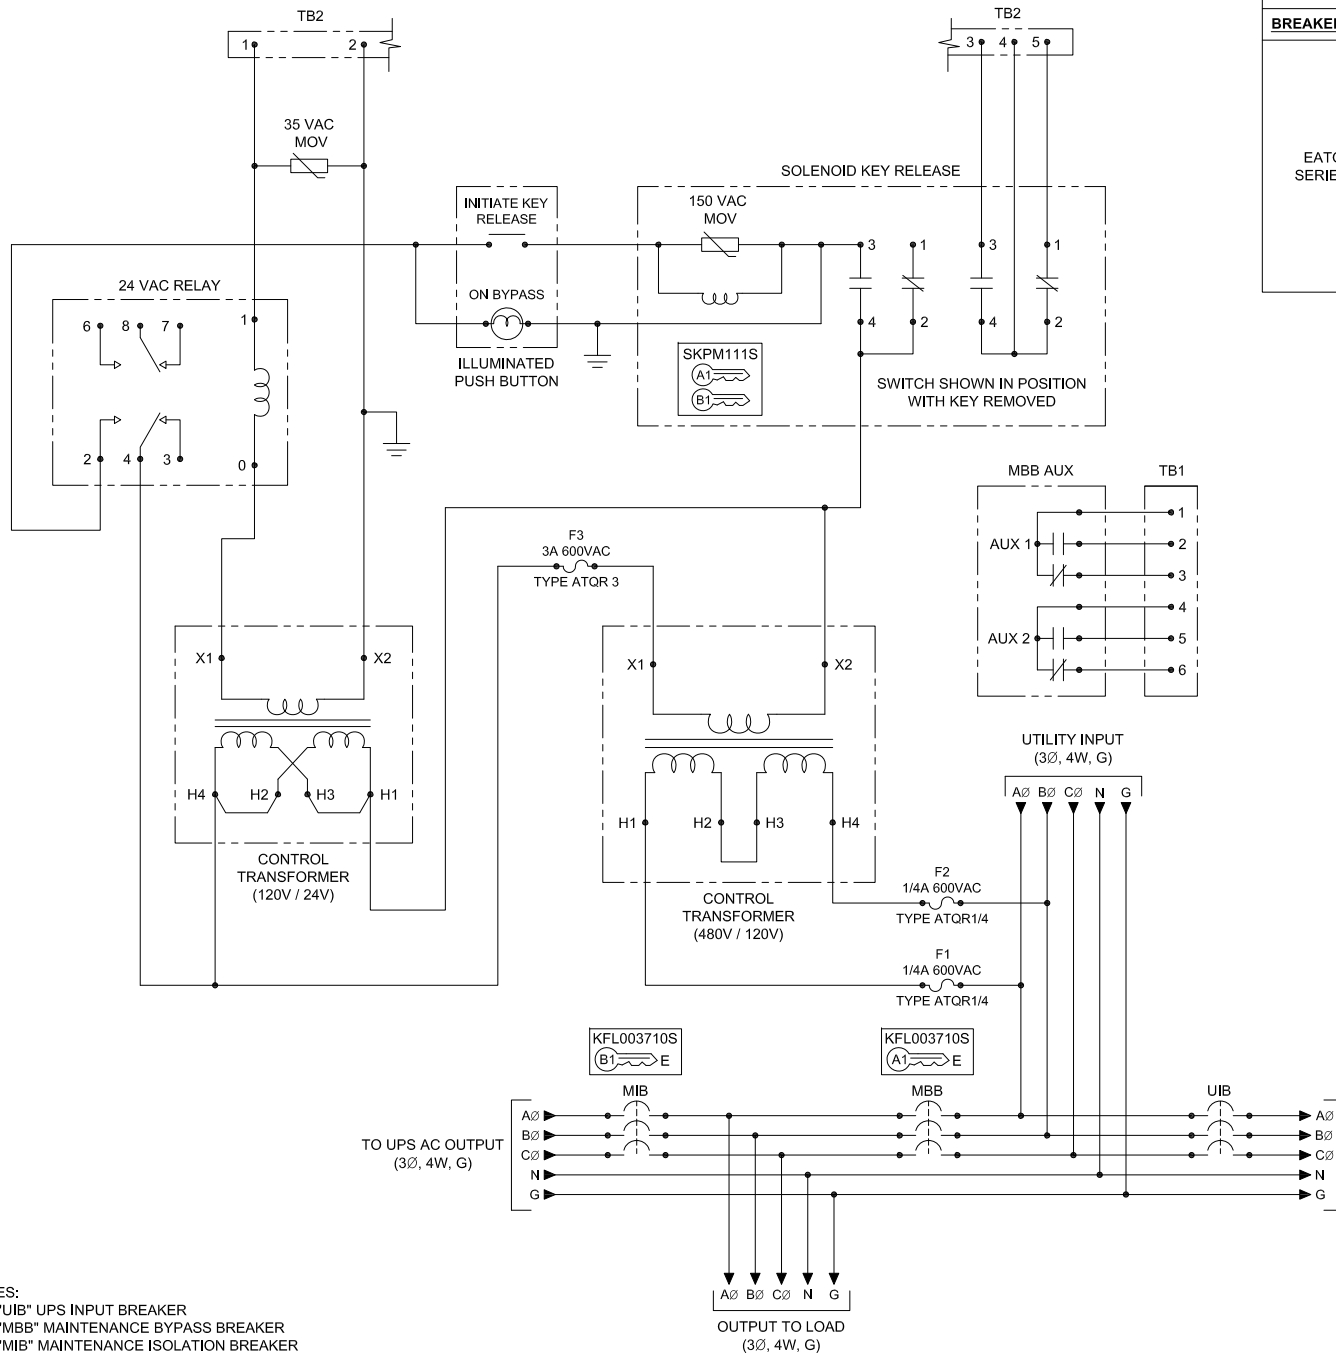 TB2
1
2
TB2
3
4
5
BREAKER
35 VAC
MOV
SOLENOID KEY RELEASE
INITIATE KEY
RELEASE
150 VAC
MOV
3
1
3
1
24 VAC RELAY
ON BYPASS
6
8
7
1
4
2
4
2
ILLUMINATED
PUSH BUTTON
SKPM111S
A1
B1
SWITCH SHOWN IN POSITION
WITH KEY REMOVED
2
4
3
0
MBB AUX
TB1
1
AUX 1
2
3
4
AUX 2
5
6
F3
3A 600VAC
TYPE ATQR 3
X1
X2
X1
X2
H4
H2
H3
H1
H1
H2
H3
H4
CONTROL
TRANSFORMER
(120V / 24V)
CONTROL
TRANSFORMER
(480V / 120V)
UTILITY INPUT
(3Ø, 4W, G)
AØ BØ CØ N G
F2
1/4A 600VAC
TYPE ATQR1/4
F1
1/4A 600VAC
TYPE ATQR1/4
KFL003710S
B1 E
KFL003710S
A1 E
MIB
MBB
UIB
TO UPS AC OUTPUT
(3Ø, 4W, G)
AØ
BØ
CØ
N
G
AØ
BØ
CØ
N
G
AØ BØ CØ N G
OUTPUT TO LOAD
(3Ø, 4W, G)
"UIB" UPS INPUT BREAKER
"MBB" MAINTENANCE BYPASS BREAKER
"MIB" MAINTENANCE ISOLATION BREAKER